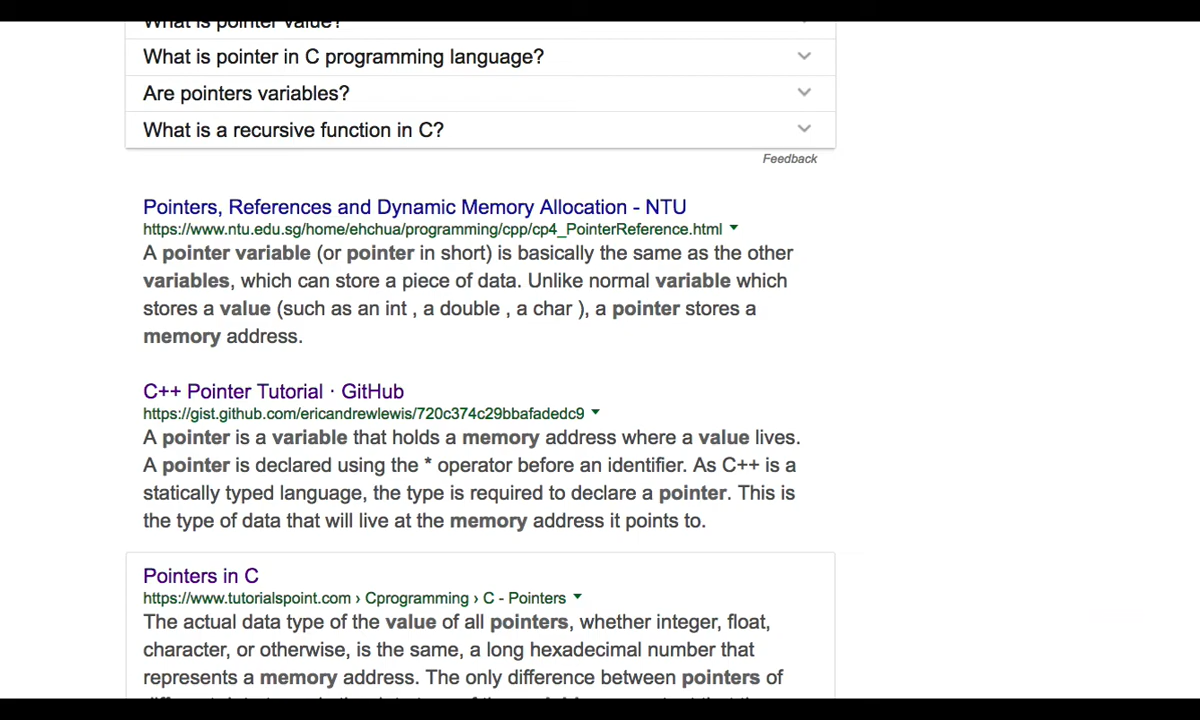 What is pointer value?
What is pointer in C programming language?
Are pointers variables?
What is a recursive function in C?
Feedback
Pointers, References and Dynamic Memory Allocation - NTU
https://www.ntu.edu.sg/home/ehchua/programming/cpp/cp4_PointerReference.html
A pointer variable (or pointer in short) is basically the same as the other
variables, which can store a piece of data. Unlike normal variable which
stores a value (such as an int , a double , a char ), a pointer stores a
memory address.
C++ Pointer Tutorial · GitHub
https://gist.github.com/ericandrewlewis/720c374c29bbafadedc9
A pointer is a variable that holds a memory address where a value lives.
A pointer is declared using the * operator before an identifier. As C++ is a
statically typed language, the type is required to declare a pointer. This is
the type of data that will live at the memory address it points to.
Pointers in C
https://www.tutorialspoint.com › Cprogramming › C - Pointers
The actual data type of the value of all pointers, whether integer, float,
character, or otherwise, is the same, a long hexadecimal number that
represents a memory address. The only difference between pointers of